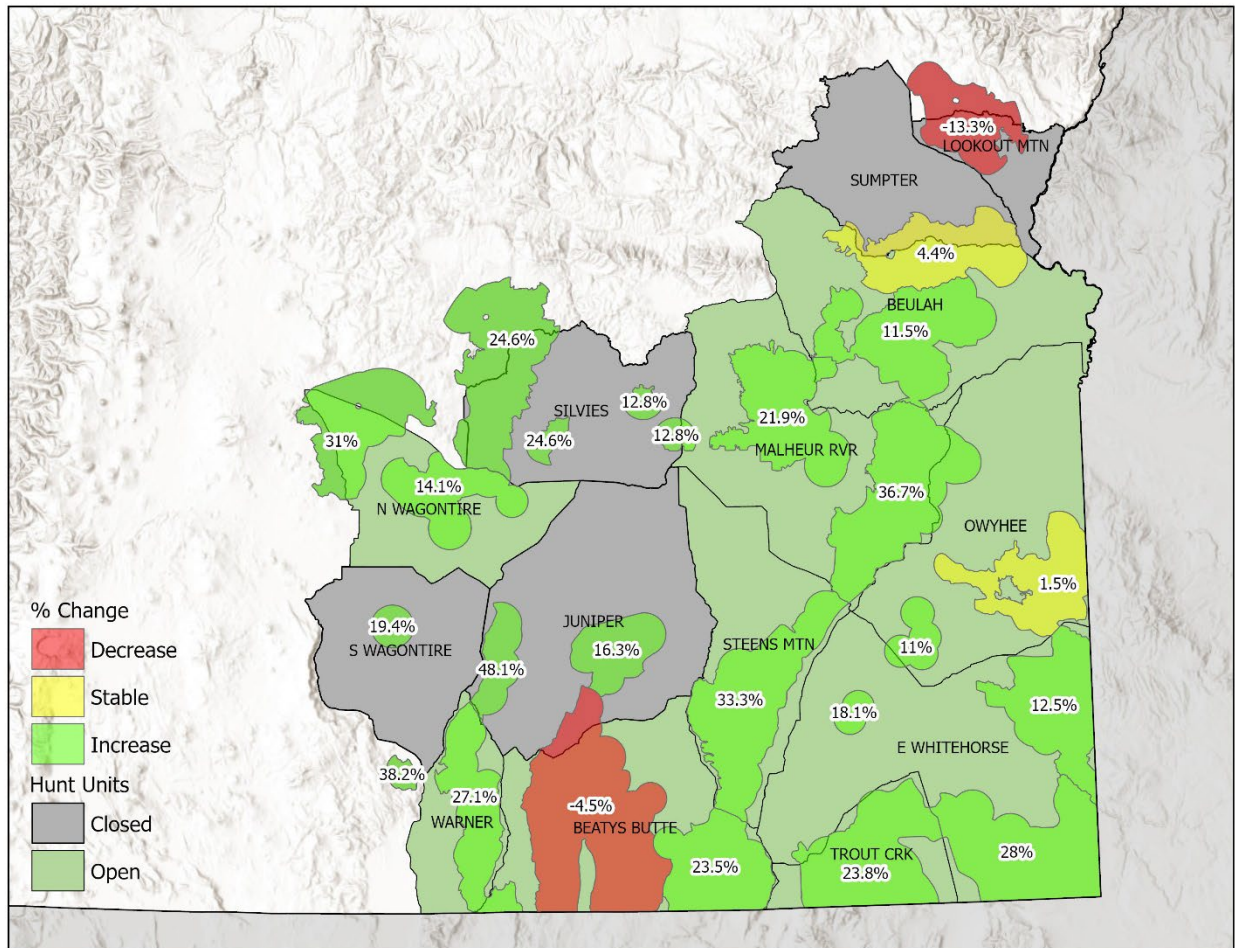 -13.3%
LOOKOUT MTN
SUMPTER
4.4%
BEULAH
11.5%
24.6%
SILVIES
12.8%
24.6%
12.8%
21.9%
MALHEUR RVR
31%
14.1%
N WAGONTIRE
36.7%
OWYHEE
1.5%
19.4%
S WAGONTIRE
JUNIPER
16.3%
48.1%
STEENS MTN
33.3%
11%
18.1%
12.5%
E WHITEHORSE
38.2%
27.1%
WARNER
-4.5%
BEATYS BUTTE
23.5%
TROUT CRK
23.8%
28%
% Change
Decrease
Stable
Increase
Hunt Units
Closed
Open